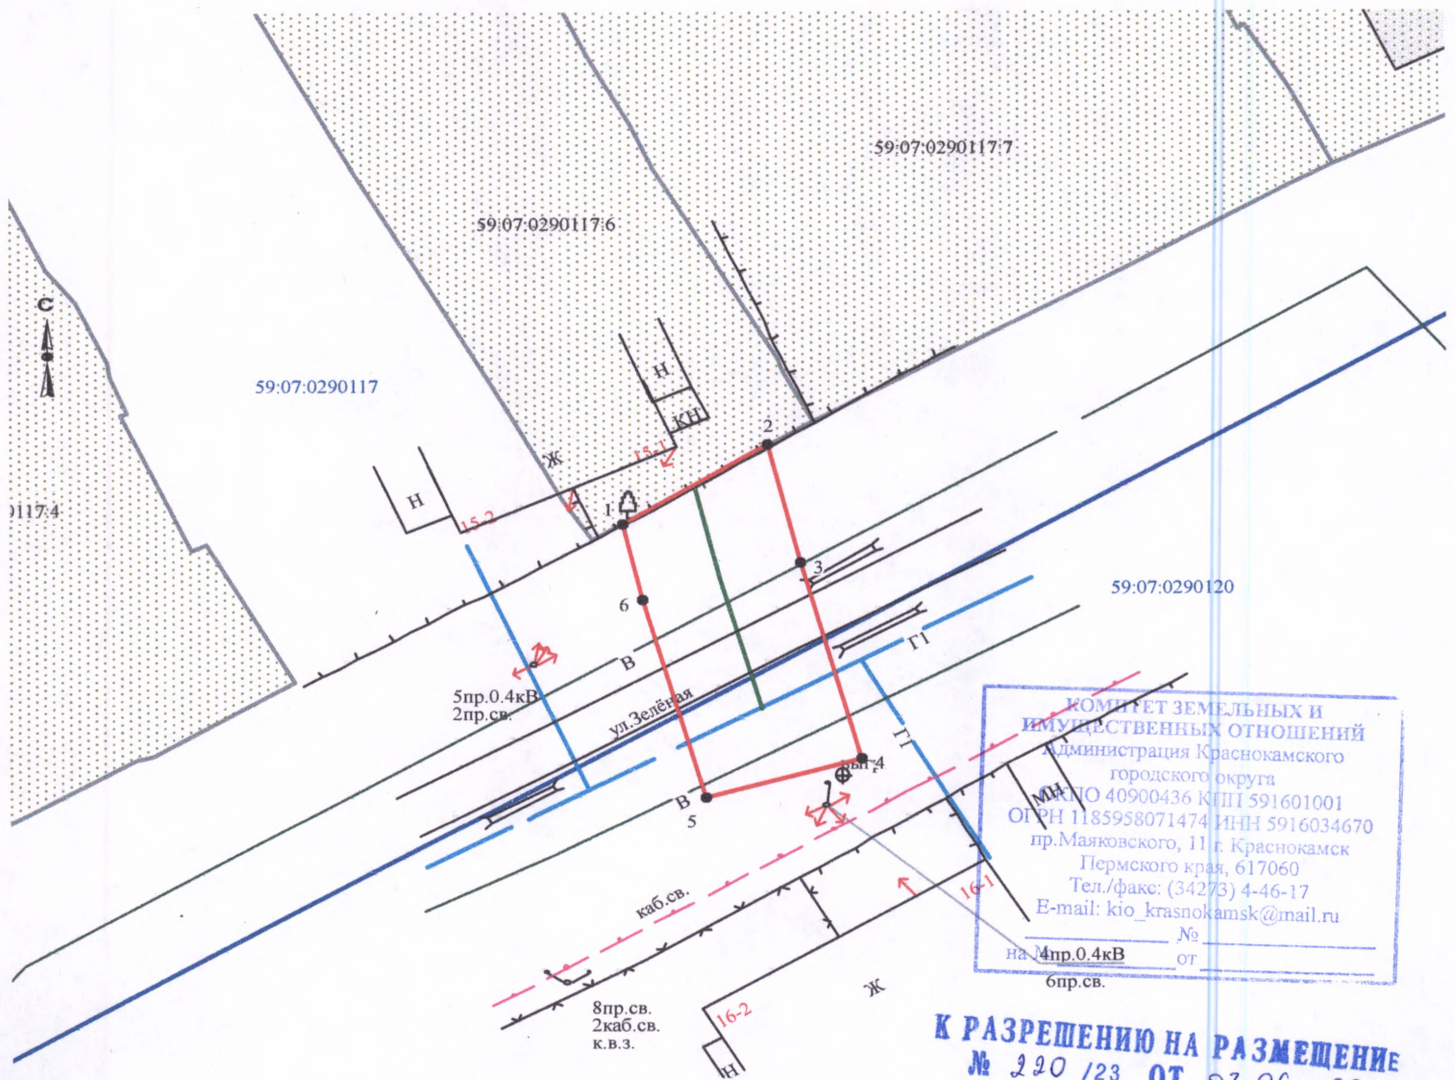 59:07:0290117:7
59:07:0290117:6
С
59:07:0290117
Н
КН
2
15-1
Ж
Н
1
15-2
3
6
59:07:0290120
В
Г1
5пр.0.4кВ
2пр.св.
ул.Зелёная
Г1
4
В
5
МН
КОМИТЕТ ЗЕМЕЛЬНЫХ И
ИМУЩЕСТВЕННЫХ ОТНОШЕНИЙ
Администрация Краснокамского
городского округа
ОКПО 40900436 КПП 591601001
ОГРН 1185958071474 ИНН 5916034670
пр.Маяковского, 11 г. Краснокамск
Пермского края, 617060
Тел./факс: (34273) 4-46-17
E-mail: kio_krasnokamsk@mail.ru
№
на № от
каб.св.
16-1
4пр.0.4кВ
6пр.св.
Ж
8пр.св.
2каб.св.
к.в.з.
16-2
Н
К РАЗРЕШЕНИЮ НА РАЗМЕЩЕНИЕ
№ 220 /23 ОТ